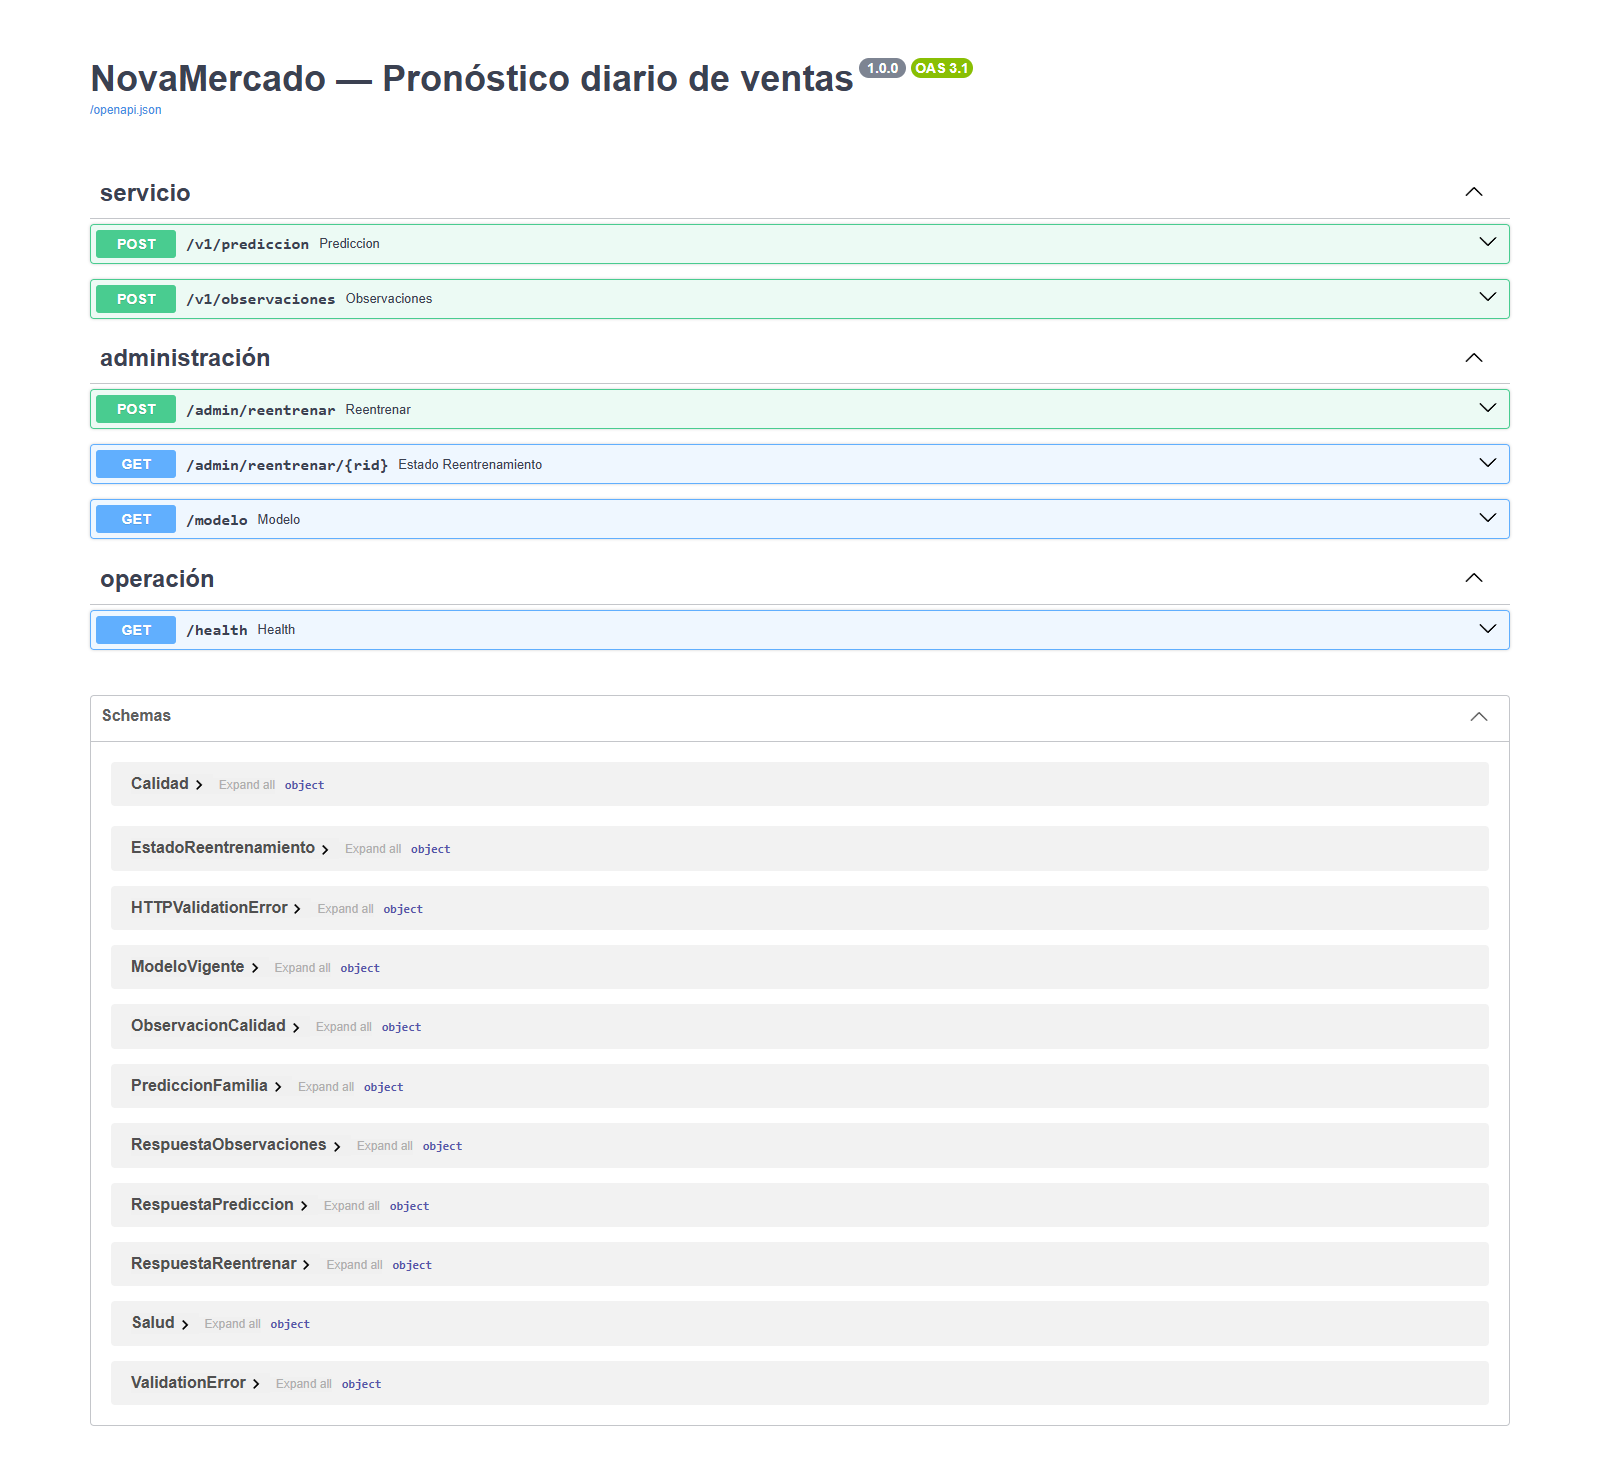 NovaMercado — Pronóstico diario de ventas 1.0.0 OAS 3.1
/openapi.json
servicio
POST /v1/prediccion Prediccion
POST /v1/observaciones Observaciones
administración
POST /admin/reentrenar Reentrenar
GET /admin/reentrenar/{rid} Estado Reentrenamiento
GET /modelo Modelo
operación
GET /health Health
Schemas
Calidad Expand all object
EstadoReentrenamiento Expand all object
HTTPValidationError Expand all object
ModeloVigente Expand all object
ObservacionCalidad Expand all object
PrediccionFamilia Expand all object
RespuestaObservaciones Expand all object
RespuestaPrediccion Expand all object
RespuestaReentrenar Expand all object
Salud Expand all object
ValidationError Expand all object